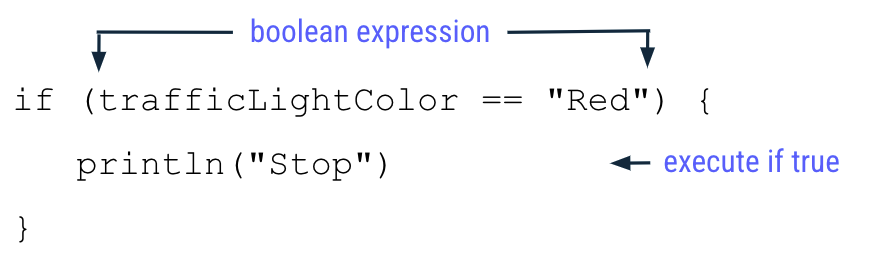 boolean expression
if (trafficLightColor == "Red") {
println("Stop")
execute if true
}